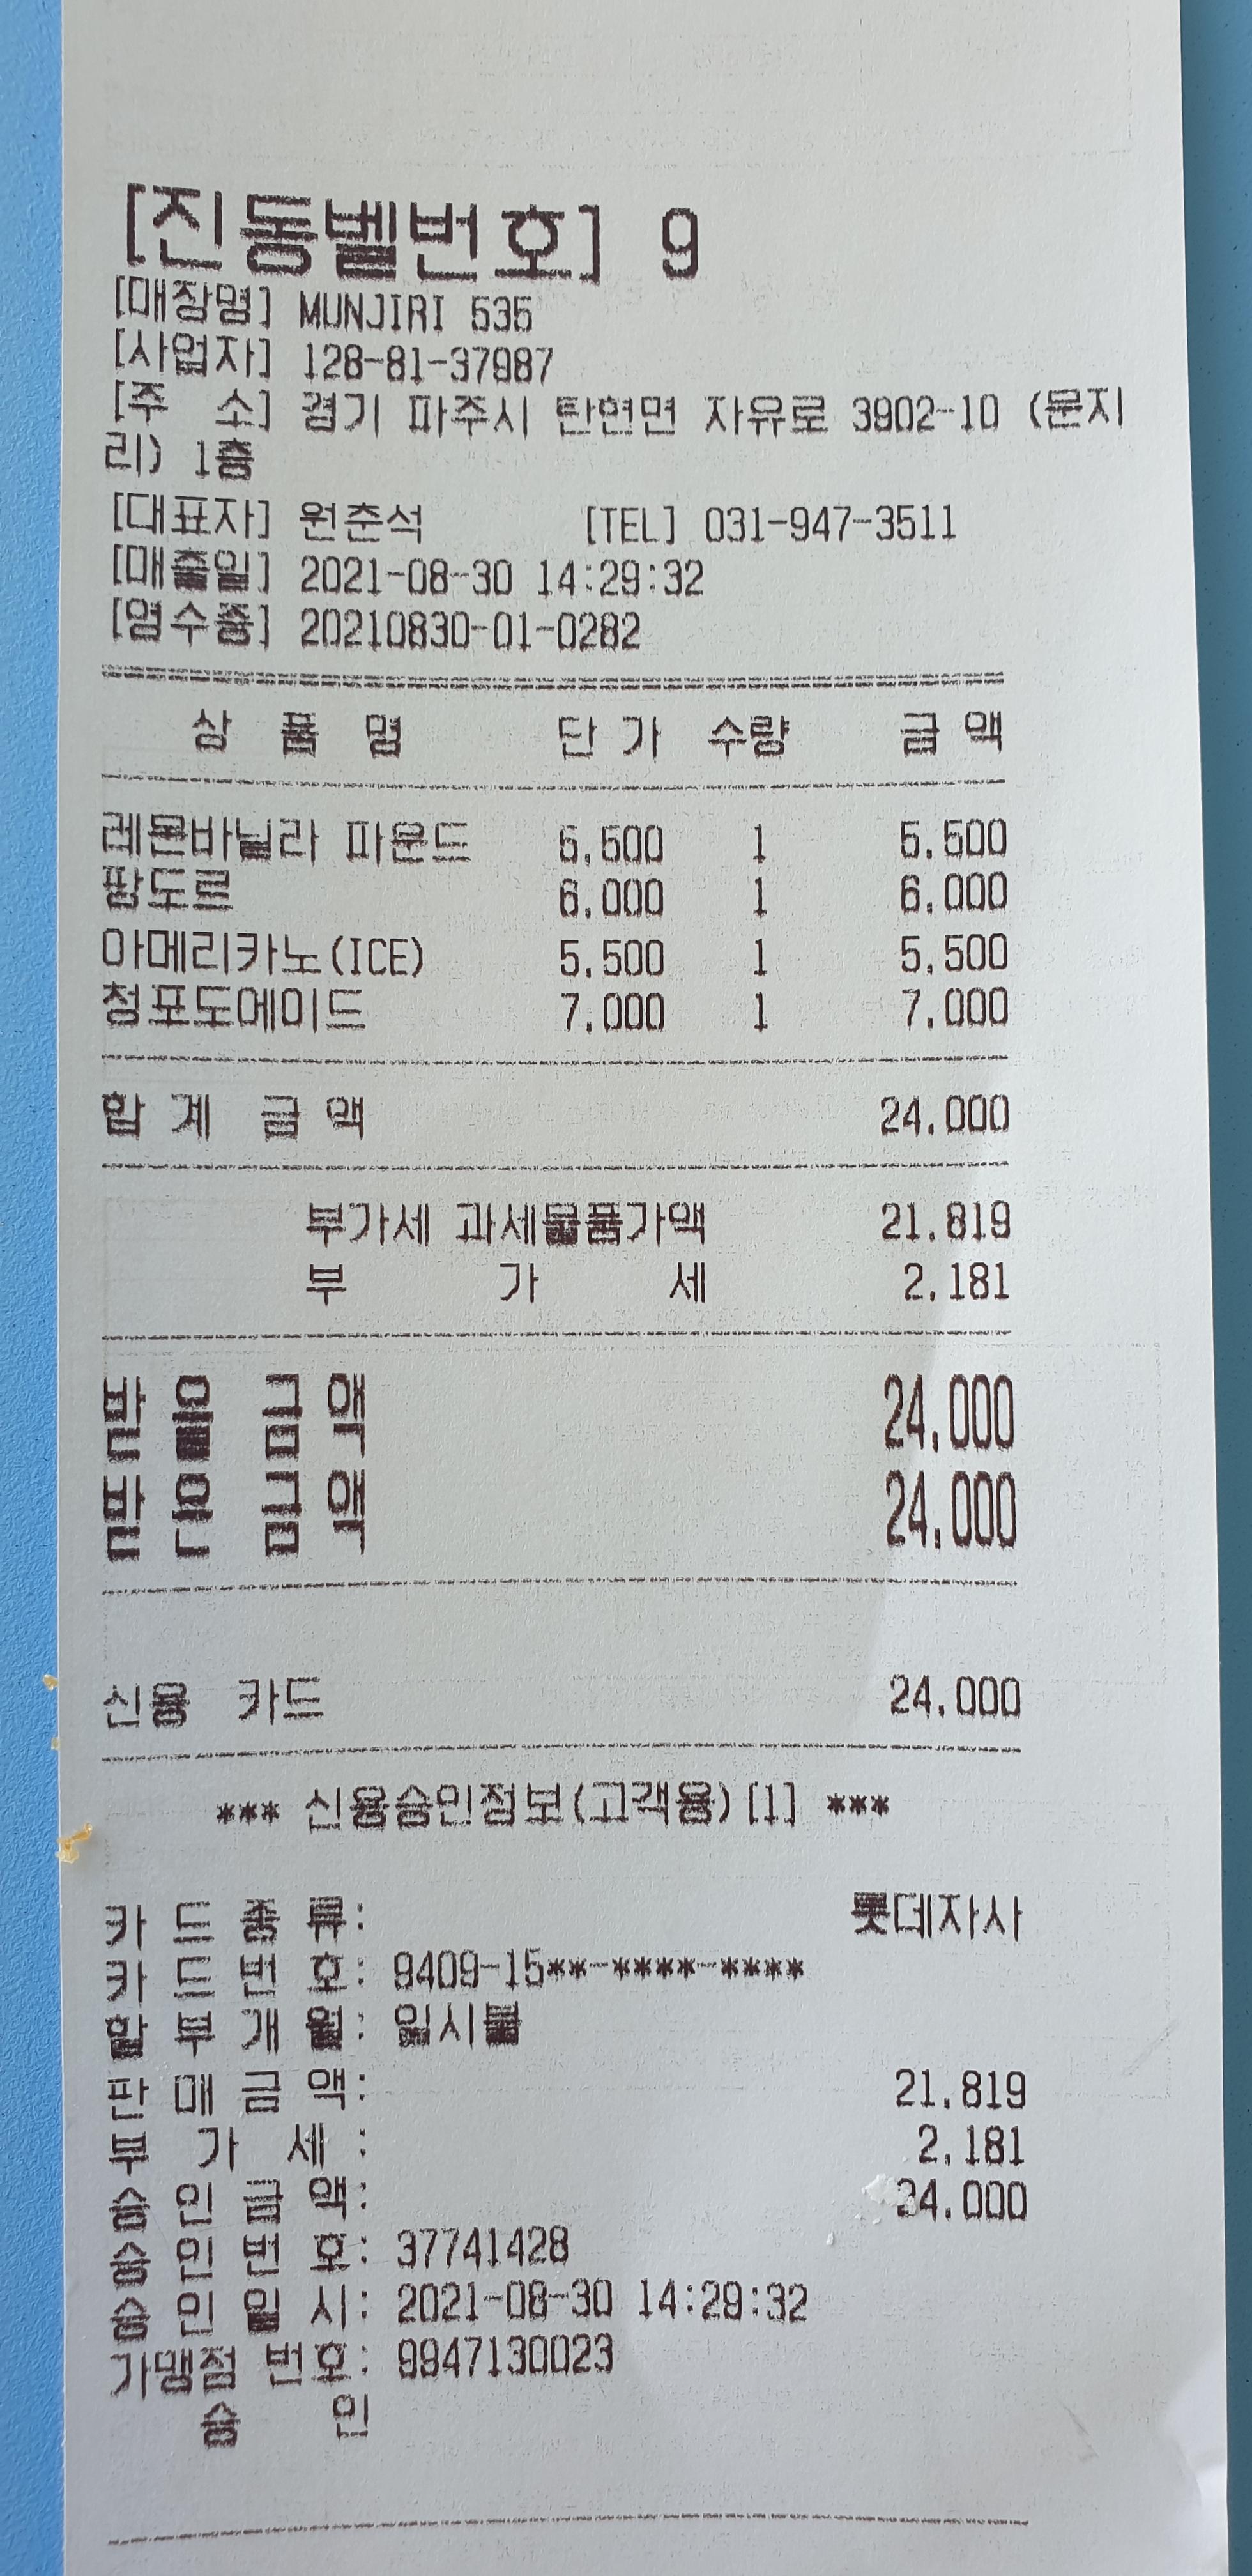 [진동벨번호] 9
[매장명] MUNJIRI 535
[사업자] 128-81-37987
[주 소] 경기 파주시 탄현면 자유로 3902-10 (문지
리) 1층
[대표자] 원춘석 [TEL] 031-947-3511
[매출일] 2021-08-30 14:29:32
[영수증] 20210830-01-0282
상 품 명 단 가 수량 금 액
레몬바닐라 파운드 5,500 1 5,500
팡도르 6,000 1 6,000
아메리카노(ICE) 5,500 1 5,500
청포도에이드 7,000 1 7,000
합 계 금 액 24,000
부가세 과세물품가액 21,819
부 가 세 2,181
받 을 금 액 24,000
받 은 금 액 24,000
신용 카드 24,000
*** 신용승인정보(고객용)[1] ***
카 드 종 류: 롯데자사
카 드 번 호: 9409-15**-****-****
할 부 개 월: 일시불
판 매 금 액: 21,819
부 가 세 : 2,181
승 인 금 액: 24,000
승 인 번 호: 37741428
승 인 일 시: 2021-08-30 14:29:32
가맹점 번호: 9947130023
승 인